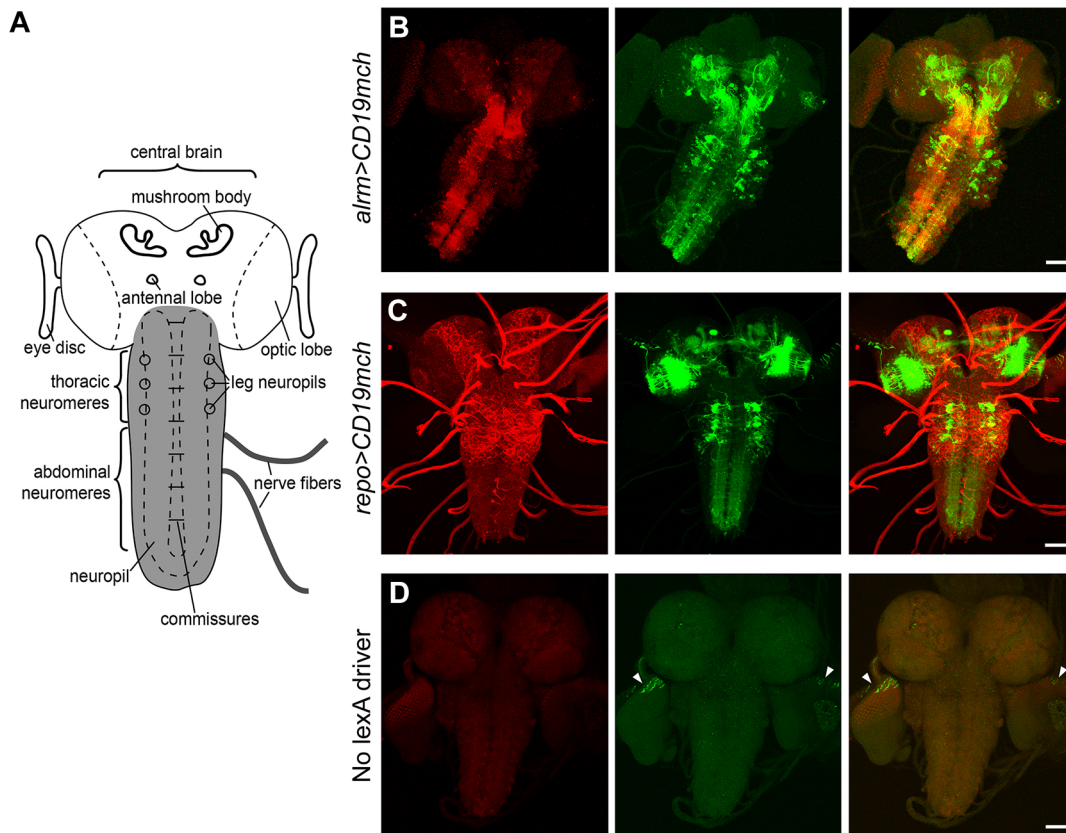 A
central brain
mushroom body
antennal lobe
eye disc
optic lobe
thoracic
neuromeres
leg neuropils
abdominal
neuromeres
nerve fibers
neuropil
commissures
B
alrm>CD19mch
C
repo>CD19mch
D
No lexA driver